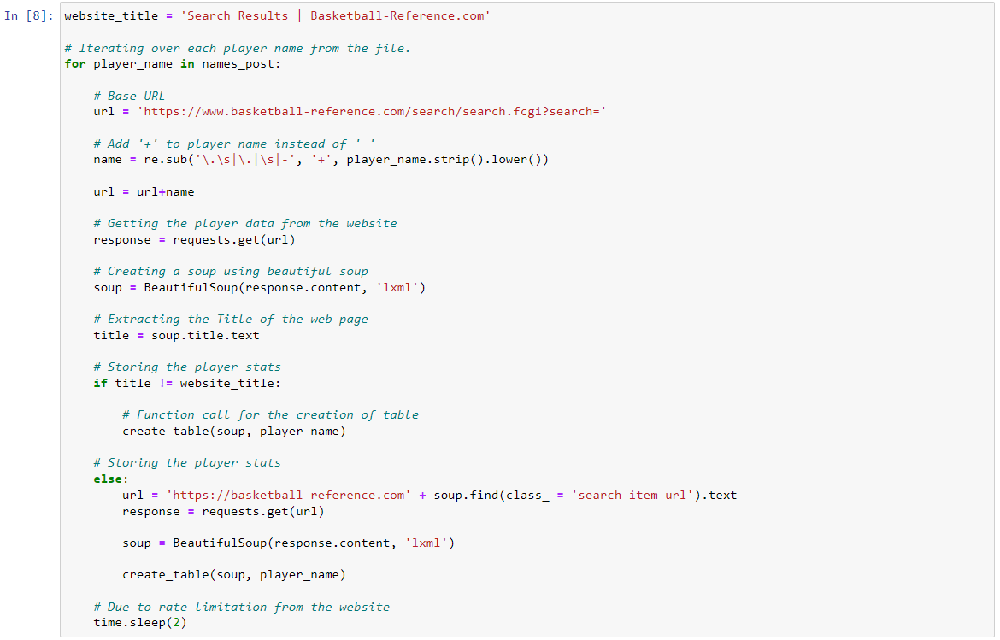 In [8]: website_title = 'Search Results | Basketball-Reference.com'
# Iterating over each player name from the file.
for player_name in names_post:
# Base URL
url = 'https://www.basketball-reference.com/search/search.fcgi?search='
# Add '+' to player name instead of ' '
name = re.sub('\.\s|\.|\s|-', '+', player_name.strip().lower())
url = url+name
# Getting the player data from the website
response = requests.get(url)
# Creating a soup using beautiful soup
soup = BeautifulSoup(response.content, 'lxml')
# Extracting the Title of the web page
title = soup.title.text
# Storing the player stats
if title != website_title:
# Function call for the creation of table
create_table(soup, player_name)
# Storing the player stats
else:
url = 'https://basketball-reference.com' + soup.find(class_ = 'search-item-url').text
response = requests.get(url)
soup = BeautifulSoup(response.content, 'lxml')
create_table(soup, player_name)
# Due to rate limitation from the website
time.sleep(2)